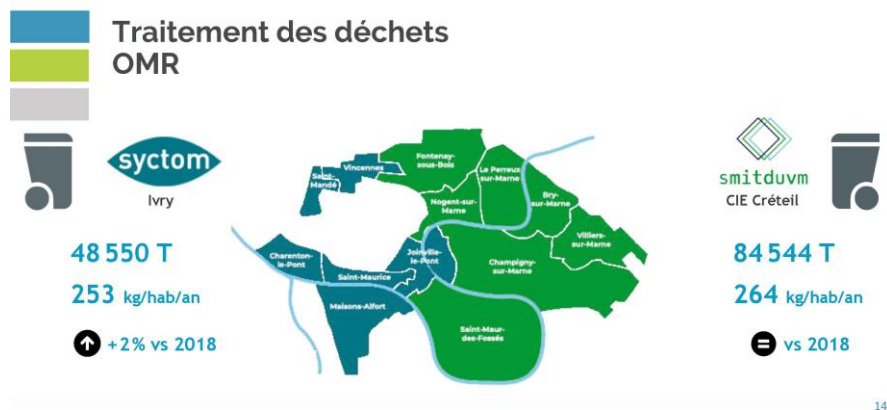 Traitement des déchets
OMR
syctom
Ivry
48 550 T
253 kg/hab/an
+2% vs 2018
Fontenay-
sous-Bois
Vincennes
Saint-
Mandé
Le Perreux
sur-Marne
Bry-
sur-Marne
Nogent-sur-
Marne
Villiers-
sur-Marne
Joinville-
le-Pont
Charenton-
le-Pont
Champigny-
sur-Marne
Saint-Maurice
Maisons-Alfort
Saint-Maur-
des-Fossés
smitduvm
CIE Créteil
84 544 T
264 kg/hab/an
= vs 2018
14